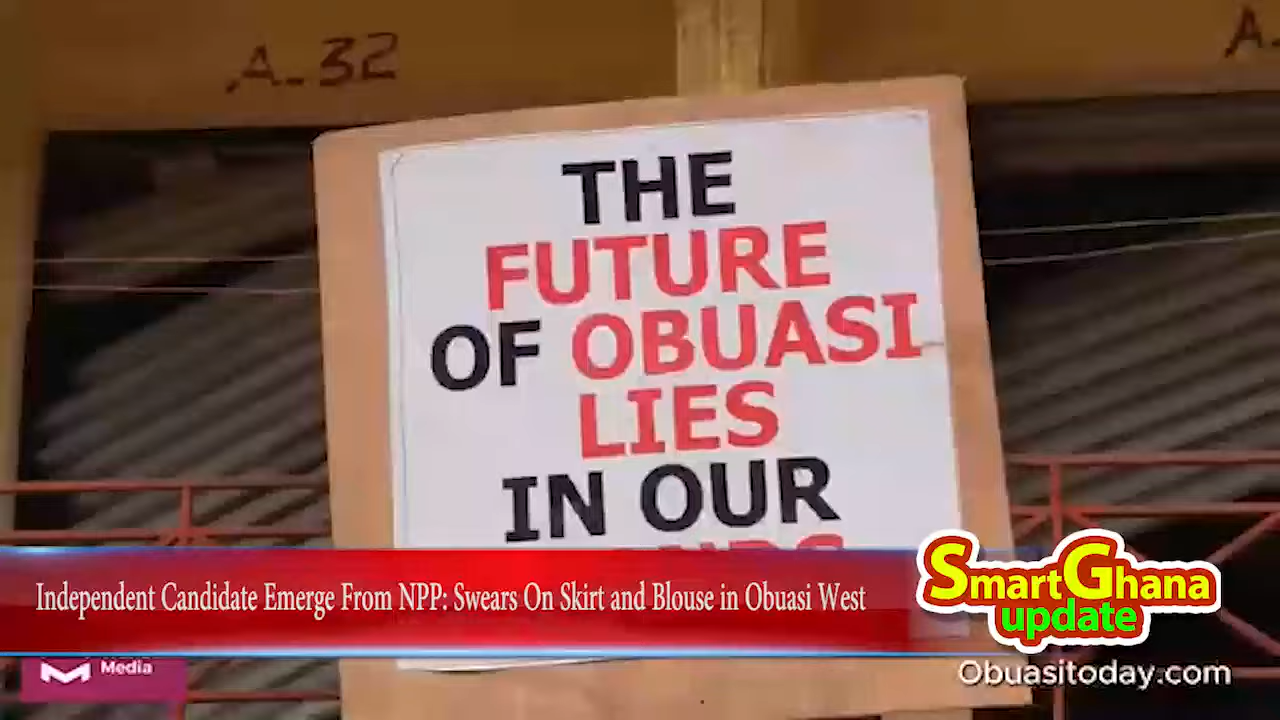 A-32
A.
THE
FUTURE
OF OBUASI
LIES
IN OUR
Independent Candidate Emerge From NPP: Swears On Skirt and Blouse in Obuasi West
SmartGhana
update
Media
Obuasitoday.com